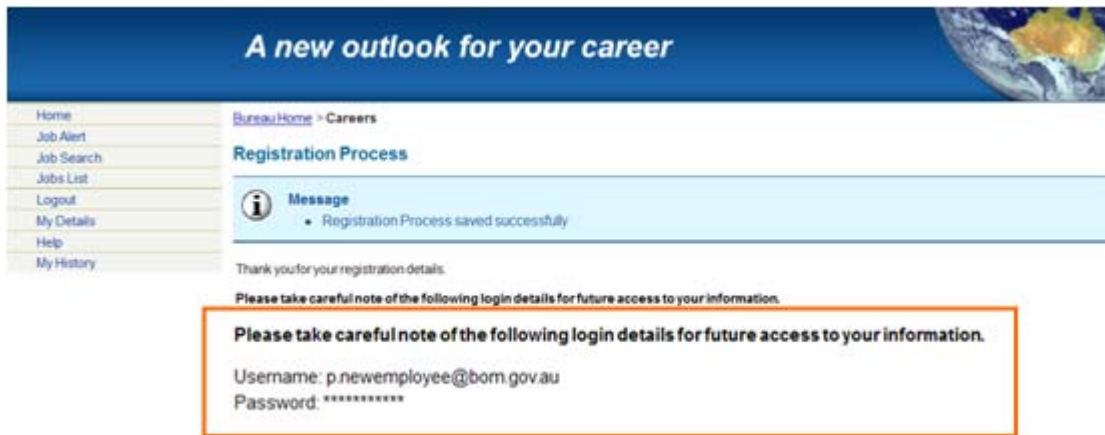 A new outlook for your career
Home
Job Alert
Job Search
Jobs List
Logout
My Details
Help
My History
Bureau Home > Careers
Registration Process
Message
• Registration Process saved successfully
Thank you for your registration details.
Please take careful note of the following login details for future access to your information.
Please take careful note of the following login details for future access to your information.
Username: p.newemployee@bom.gov.au
Password: ***********